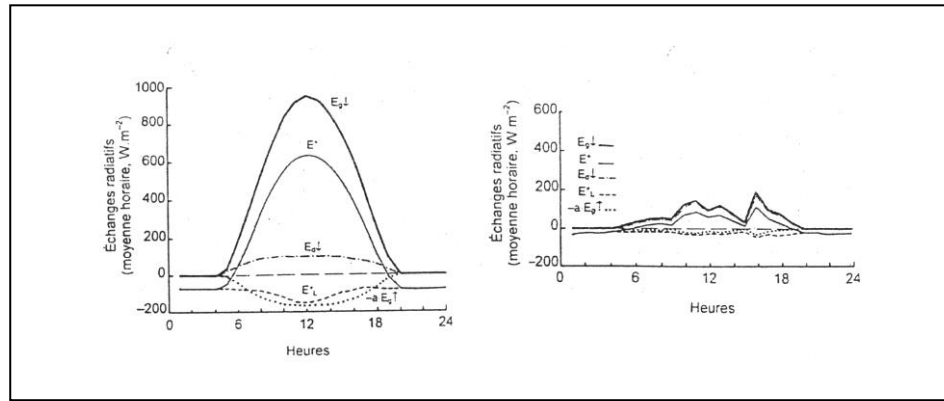 Échanges radiatifs
(moyenne horaire, W.m⁻²)
1000
800
600
400
200
0
−200
Eg↓
E*
Ed↓
E*L
−a Eg↑
0
6
12
18
24
Heures
Échanges radiatifs
(moyenne horaire, W.m⁻²)
600
400
200
0
−200
Eg↓
E*
Ed↓
E*L
−a Eg↑
0
6
12
18
24
Heures